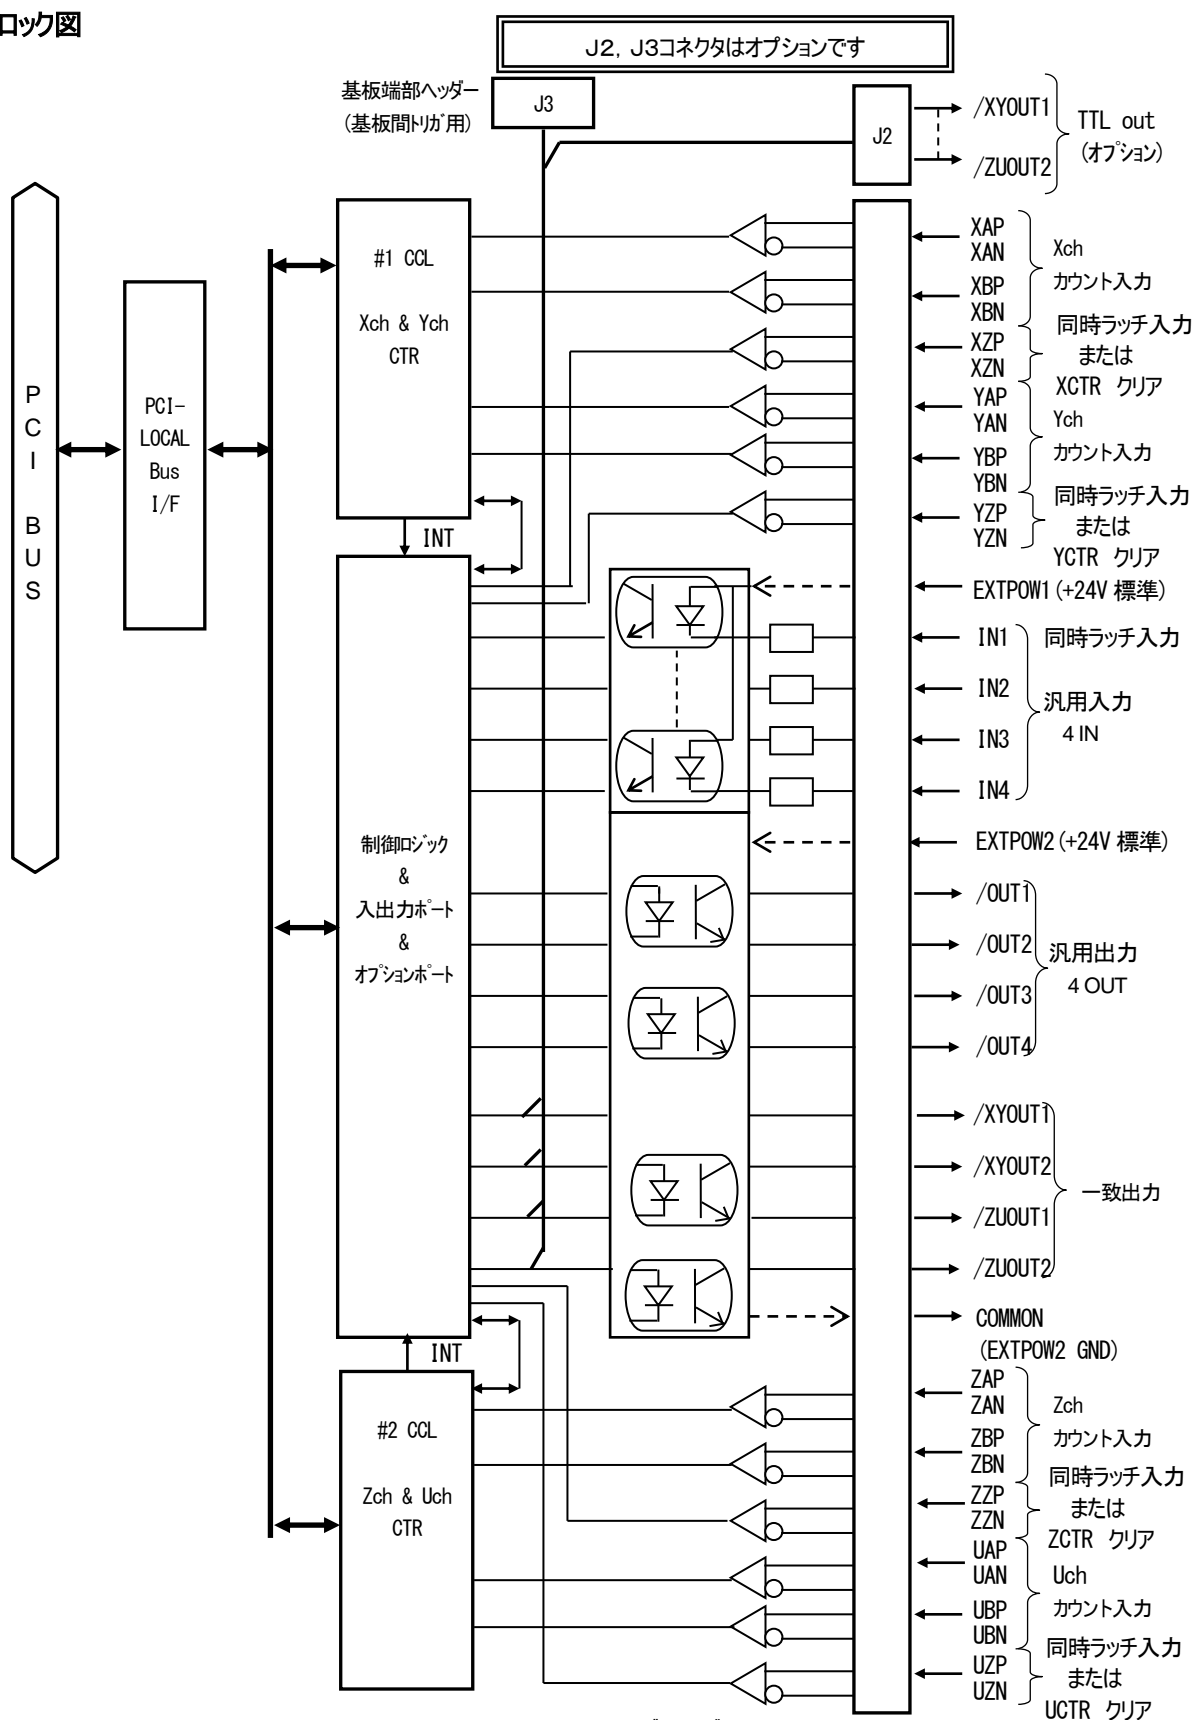 ロック図
J2, J3コネクタはオプションです
基板端部ヘッダー
(基板間トリガ用)
J3
J2
/XYOUT1
/ZUOUT2
TTL out
(オプション)
PCI BUS
PCI-
LOCAL
Bus
I/F
#1 CCL
Xch & Ych
CTR
INT
XAP
XAN
XBP
XBN
Xch
カウント入力
XZP
XZN
同時ラッチ入力
または
XCTR クリア
YAP
YAN
YBP
YBN
Ych
カウント入力
YZP
YZN
同時ラッチ入力
または
YCTR クリア
EXTPOW1(+24V 標準)
IN1
同時ラッチ入力
IN2
IN3
IN4
汎用入力
4 IN
EXTPOW2(+24V 標準)
制御ロジック
&
入出力ポート
&
オプションポート
/OUT1
/OUT2
/OUT3
/OUT4
汎用出力
4 OUT
/XYOUT1
/XYOUT2
/ZUOUT1
/ZUOUT2
一致出力
COMMON
(EXTPOW2 GND)
INT
#2 CCL
Zch & Uch
CTR
ZAP
ZAN
ZBP
ZBN
Zch
カウント入力
ZZP
ZZN
同時ラッチ入力
または
ZCTR クリア
UAP
UAN
UBP
UBN
Uch
カウント入力
UZP
UZN
同時ラッチ入力
または
UCTR クリア